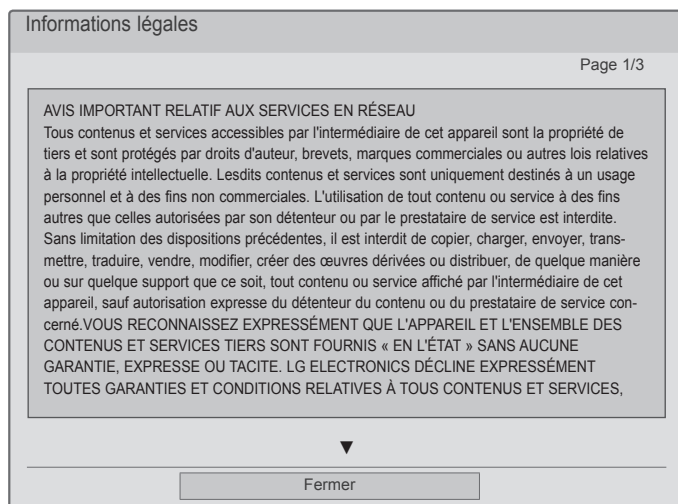 Informations légales
Page 1/3
AVIS IMPORTANT RELATIF AUX SERVICES EN RÉSEAU
Tous contenus et services accessibles par l'intermédiaire de cet appareil sont la propriété de
tiers et sont protégés par droits d'auteur, brevets, marques commerciales ou autres lois relatives
à la propriété intellectuelle. Lesdits contenus et services sont uniquement destinés à un usage
personnel et à des fins non commerciales. L'utilisation de tout contenu ou service à des fins
autres que celles autorisées par son détenteur ou par le prestataire de service est interdite.
Sans limitation des dispositions précédentes, il est interdit de copier, charger, envoyer, trans-
mettre, traduire, vendre, modifier, créer des œuvres dérivées ou distribuer, de quelque manière
ou sur quelque support que ce soit, tout contenu ou service affiché par l'intermédiaire de cet
appareil, sauf autorisation expresse du détenteur du contenu ou du prestataire de service con-
cerné.VOUS RECONNAISSEZ EXPRESSÉMENT QUE L'APPAREIL ET L'ENSEMBLE DES
CONTENUS ET SERVICES TIERS SONT FOURNIS « EN L'ÉTAT » SANS AUCUNE
GARANTIE, EXPRESSE OU TACITE. LG ELECTRONICS DÉCLINE EXPRESSÉMENT
TOUTES GARANTIES ET CONDITIONS RELATIVES À TOUS CONTENUS ET SERVICES,
▼
Fermer